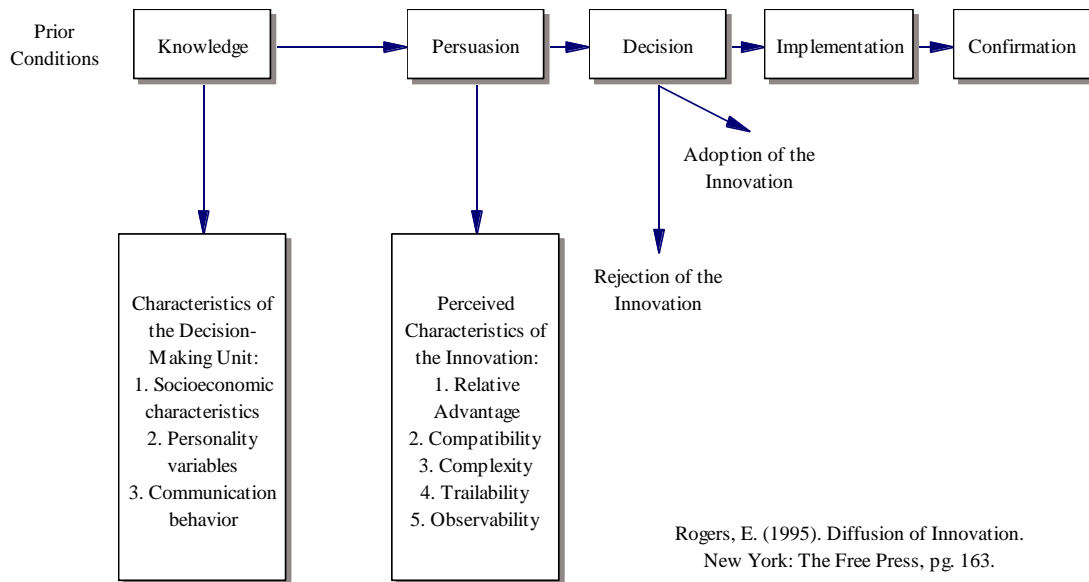 Prior
Conditions
Knowledge
Persuasion
Decision
Implementation
Confirmation
Adoption of the
Innovation
Rejection of the
Innovation
Characteristics of
the Decision-
Making Unit:
1. Socioeconomic
characteristics
2. Personality
variables
3. Communication
behavior
Perceived
Characteristics of
the Innovation:
1. Relative
Advantage
2. Compatibility
3. Complexity
4. Trailability
5. Observability
Rogers, E. (1995). Diffusion of Innovation.
New York: The Free Press, pg. 163.